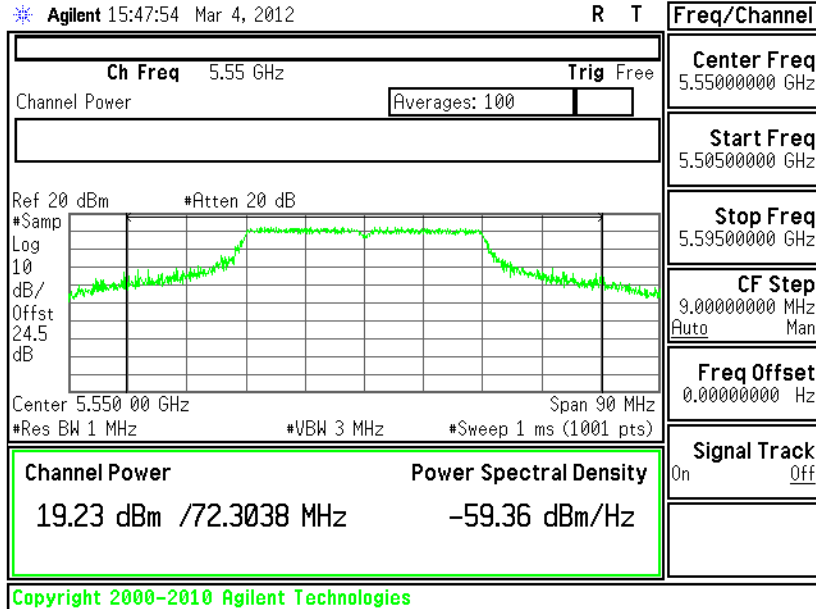 Agilent 15:47:54 Mar 4, 2012 R T
Ch Freq 5.55 GHz Trig Free
Channel Power Averages: 100
Ref 20 dBm #Atten 20 dB
#Samp
Log
10
dB/
Offst
24.5
dB
Center 5.550 00 GHz Span 90 MHz
#Res BW 1 MHz #VBW 3 MHz #Sweep 1 ms (1001 pts)
Channel Power Power Spectral Density
19.23 dBm /72.3038 MHz -59.36 dBm/Hz
Copyright 2000-2010 Agilent Technologies
Freq/Channel
Center Freq
5.55000000 GHz
Start Freq
5.50500000 GHz
Stop Freq
5.59500000 GHz
CF Step
9.00000000 MHz
Auto Man
Freq Offset
0.00000000 Hz
Signal Track
On Off